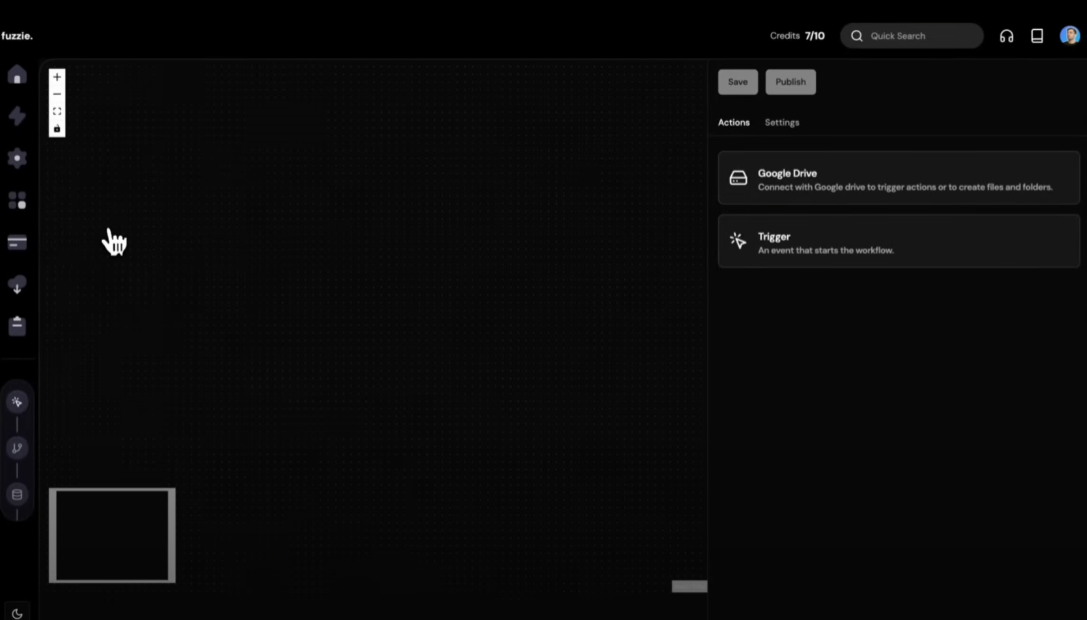 fuzzie.
Credits 7/10
Quick Search
Save
Publish
Actions
Settings
Google Drive
Connect with Google drive to trigger actions or to create files and folders.
Trigger
An event that starts the workflow.